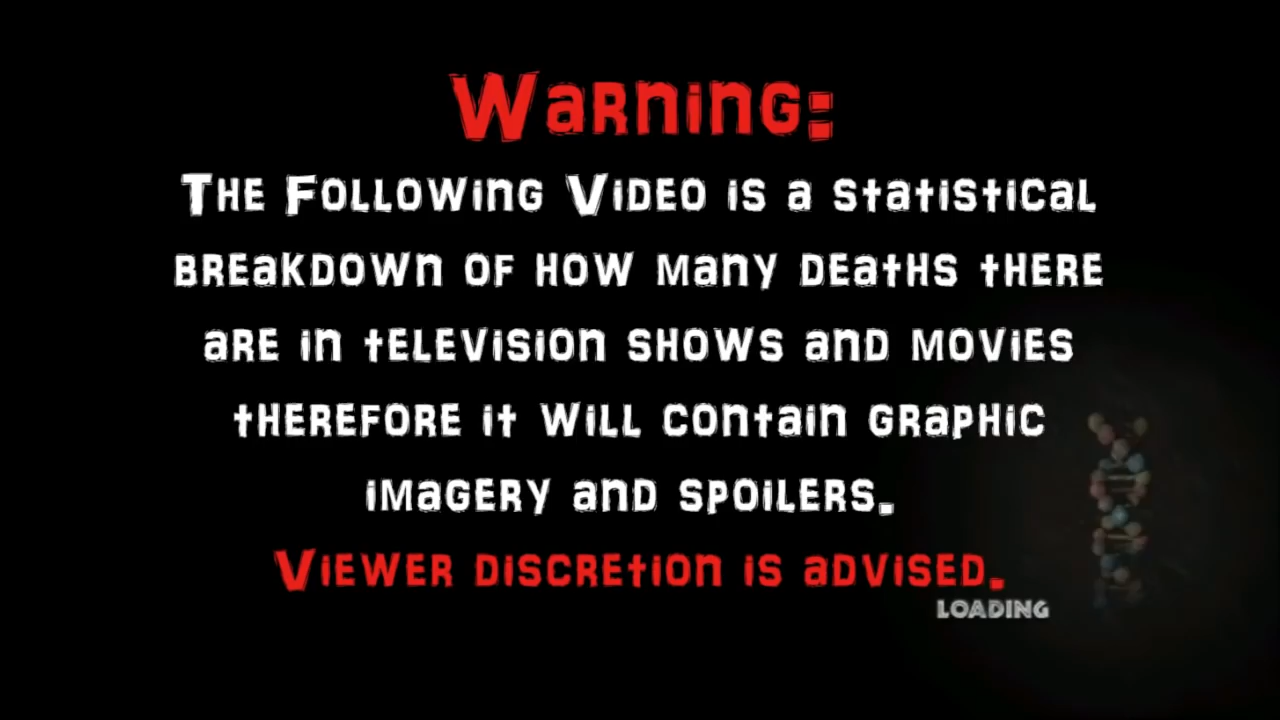 Warning:
The Following Video is a statistical
breakdown of how many deaths there
are in television shows and movies
therefore it will contain graphic
imagery and spoilers.
Viewer discretion is advised.
LOADING